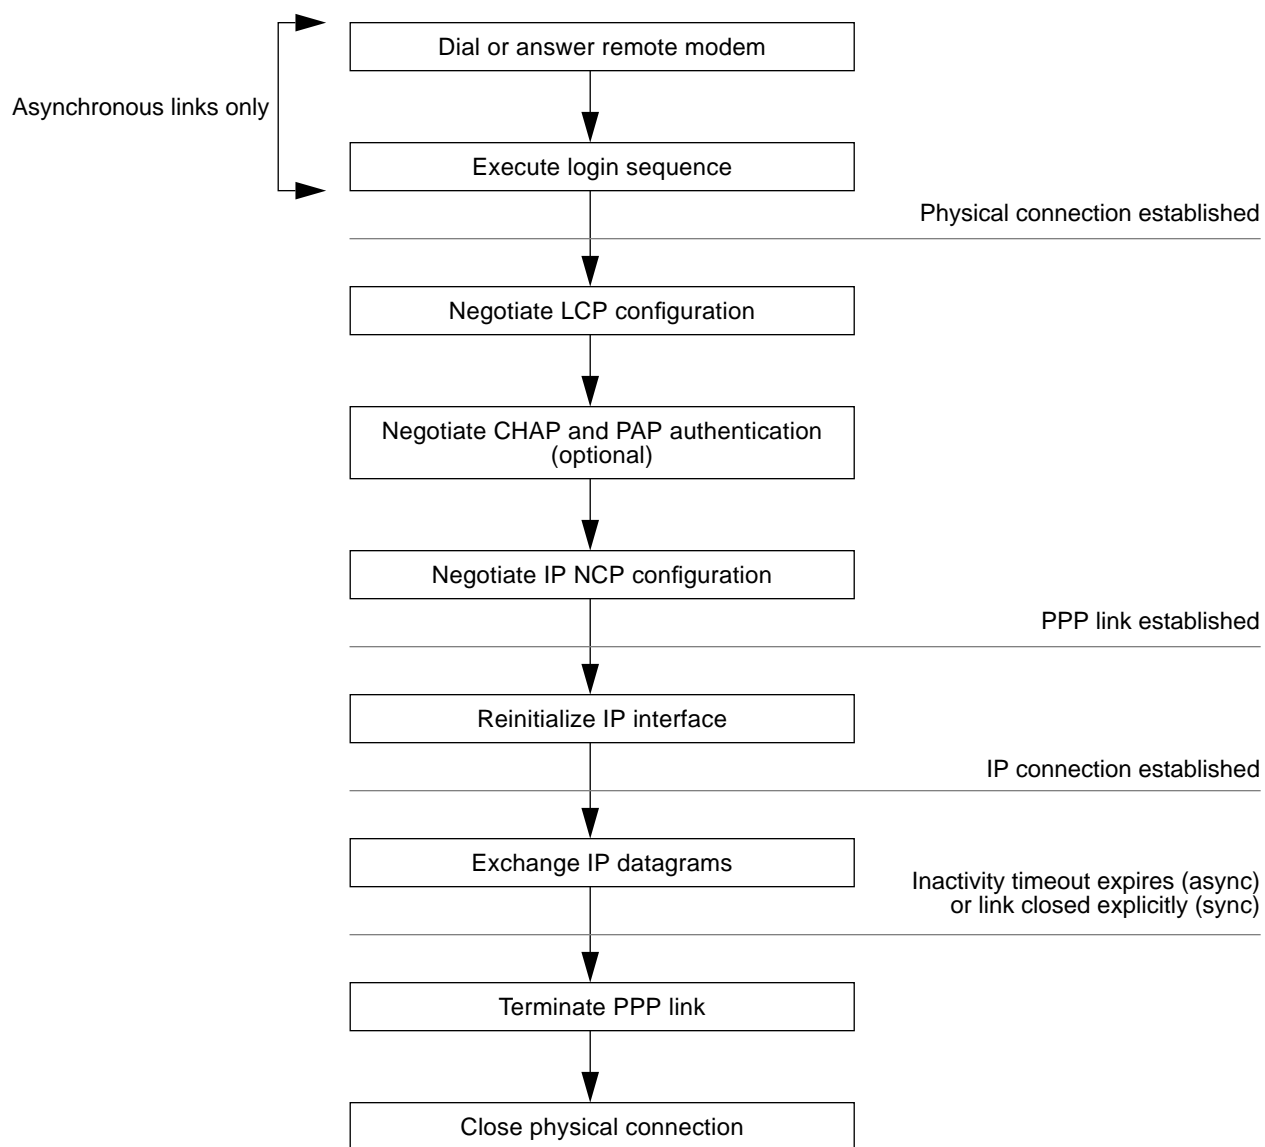 Dial or answer remote modem
Asynchronous links only
Execute login sequence
Physical connection established
Negotiate LCP configuration
Negotiate CHAP and PAP authentication
(optional)
Negotiate IP NCP configuration
PPP link established
Reinitialize IP interface
IP connection established
Exchange IP datagrams
Inactivity timeout expires (async)
or link closed explicitly (sync)
Terminate PPP link
Close physical connection